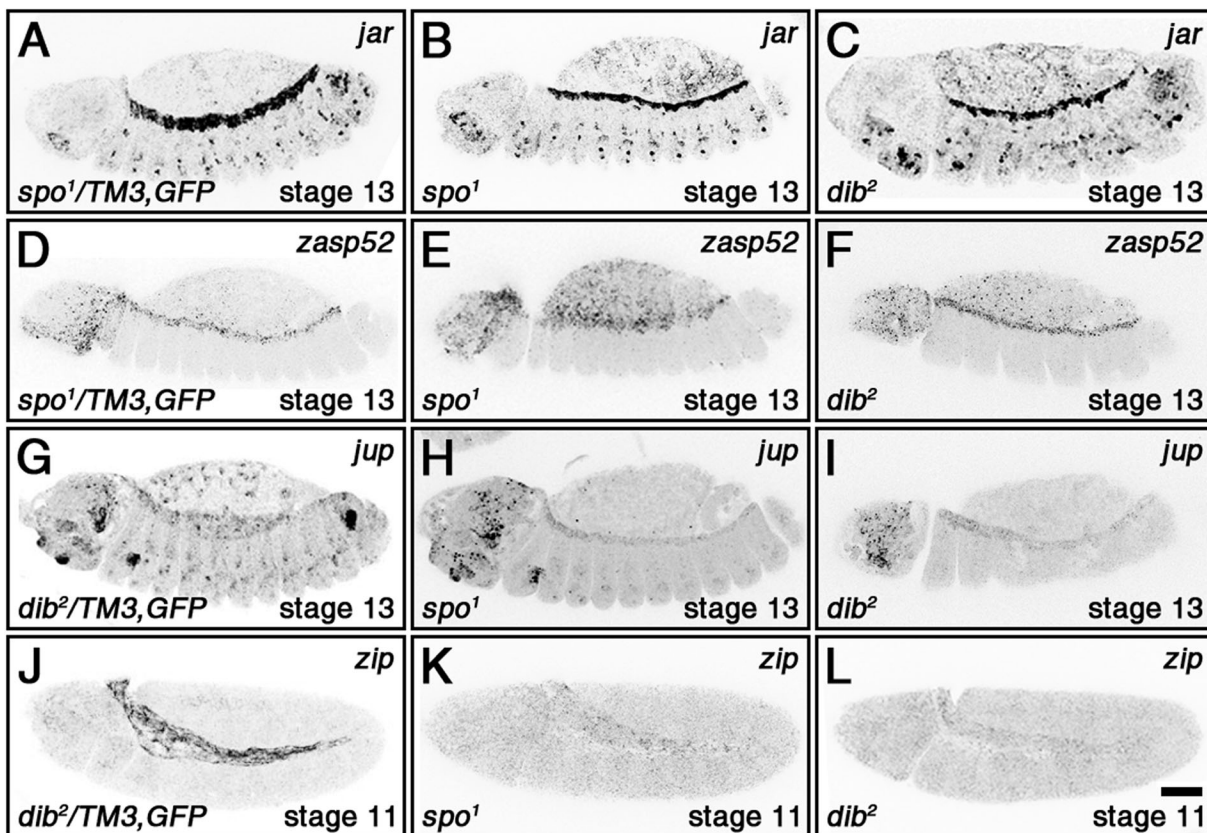 A jar
spo¹/TM3,GFP stage 13
B jar
spo¹ stage 13
C jar
dib² stage 13
D zasp52
spo¹/TM3,GFP stage 13
E zasp52
spo¹ stage 13
F zasp52
dib² stage 13
G jup
dib²/TM3,GFP stage 13
H jup
spo¹ stage 13
I jup
dib² stage 13
J zip
dib²/TM3,GFP stage 11
K zip
spo¹ stage 11
L zip
dib² stage 11